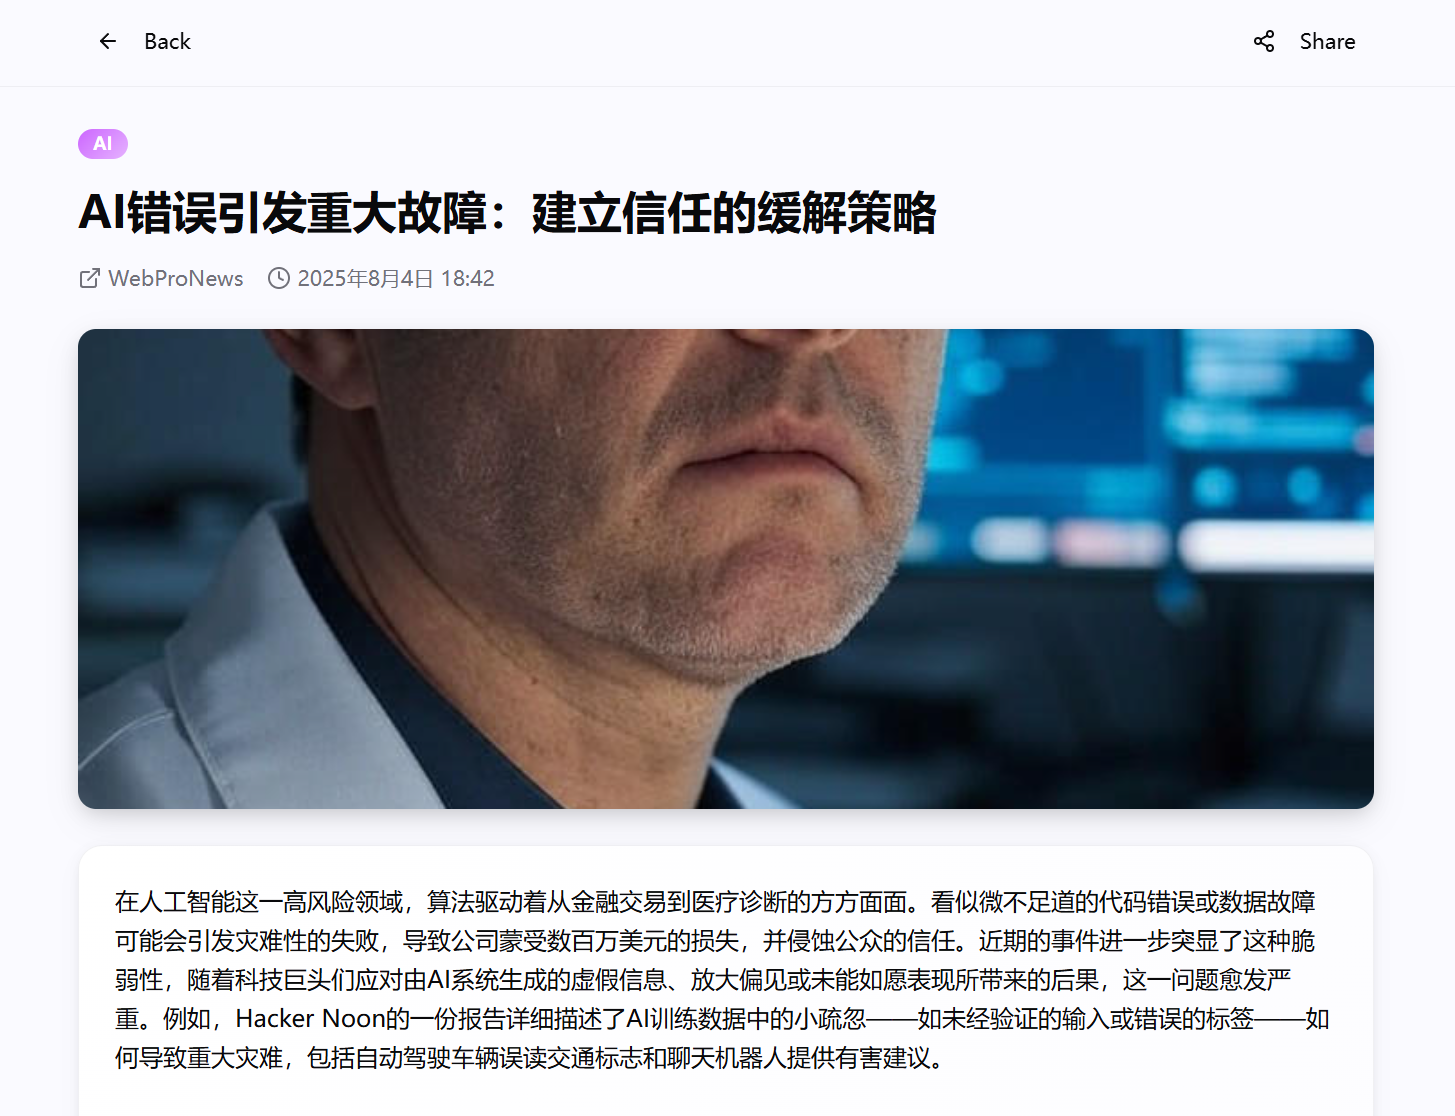 Back
Share
AI
AI错误引发重大故障：建立信任的缓解策略
WebProNews 2025年8月4日 18:42
在人工智能这一高风险领域，算法驱动着从金融交易到医疗诊断的方方面面。看似微不足道的代码错误或数据故障
可能会引发灾难性的失败，导致公司蒙受数百万美元的损失，并侵蚀公众的信任。近期的事件进一步突显了这种脆
弱性，随着科技巨头们应对由AI系统生成的虚假信息、放大偏见或未能如愿表现所带来的后果，这一问题愈发严
重。例如，Hacker Noon的一份报告详细描述了AI训练数据中的小疏忽——如未经验证的输入或错误的标签——如
何导致重大灾难，包括自动驾驶车辆误读交通标志和聊天机器人提供有害建议。